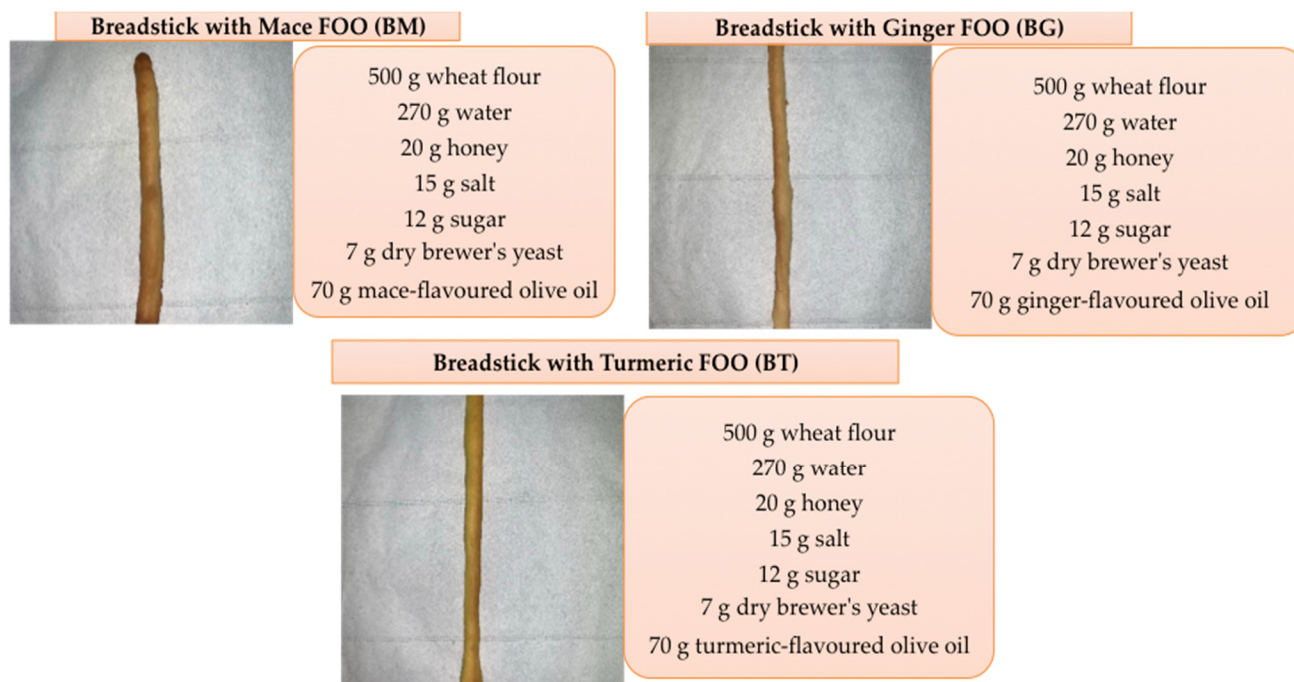 Breadstick with Mace FOO (BM)
500 g wheat flour
270 g water
20 g honey
15 g salt
12 g sugar
7 g dry brewer's yeast
70 g mace-flavoured olive oil
Breadstick with Ginger FOO (BG)
500 g wheat flour
270 g water
20 g honey
15 g salt
12 g sugar
7 g dry brewer's yeast
70 g ginger-flavoured olive oil
Breadstick with Turmeric FOO (BT)
500 g wheat flour
270 g water
20 g honey
15 g salt
12 g sugar
7 g dry brewer's yeast
70 g turmeric-flavoured olive oil